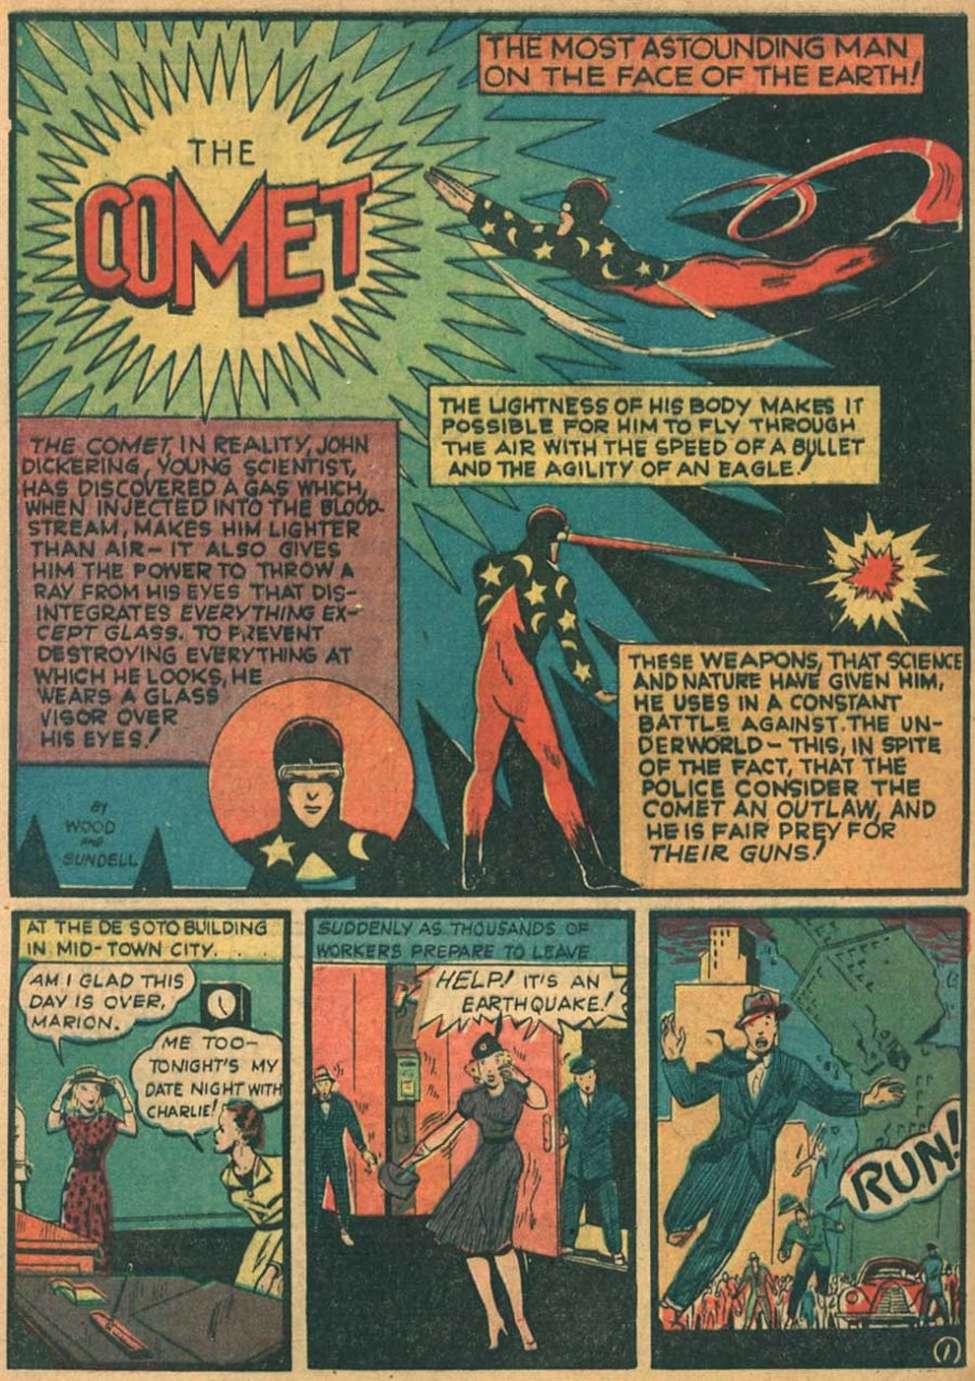 THE MOST ASTOUNDING MAN
ON THE FACE OF THE EARTH!
THE
COMET
THE LIGHTNESS OF HIS BODY MAKES IT
POSSIBLE FOR HIM TO FLY THROUGH
THE AIR WITH THE SPEED OF A BULLET
AND THE AGILITY OF AN EAGLE!
THE COMET, IN REALITY, JOHN
DICKERING, YOUNG SCIENTIST,
HAS DISCOVERED A GAS WHICH,
WHEN INJECTED INTO THE BLOOD-
STREAM, MAKES HIM LIGHTER
THAN AIR - IT ALSO GIVES
HIM THE POWER TO THROW A
RAY FROM HIS EYES THAT DIS-
INTEGRATES EVERYTHING EX-
CEPT GLASS. TO PREVENT
DESTROYING EVERYTHING AT
WHICH HE LOOKS, HE
WEARS A GLASS
VISOR OVER
HIS EYES!
THESE WEAPONS, THAT SCIENCE
AND NATURE HAVE GIVEN HIM,
HE USES IN A CONSTANT
BATTLE AGAINST THE UN-
DERWORLD - THIS, IN SPITE
OF THE FACT, THAT THE
POLICE CONSIDER THE
COMET AN OUTLAW, AND
HE IS FAIR PREY FOR
THEIR GUNS!
BY
WOOD
AND
SUNDELL
AT THE DE SOTO BUILDING
IN MID-TOWN CITY. . .
AM I GLAD THIS
DAY IS OVER,
MARION.
ME TOO-
TONIGHT'S MY
DATE NIGHT WITH
CHARLIE!
SUDDENLY AS THOUSANDS OF
WORKERS PREPARE TO LEAVE
HELP! IT'S AN
EARTHQUAKE!
RUN!
1